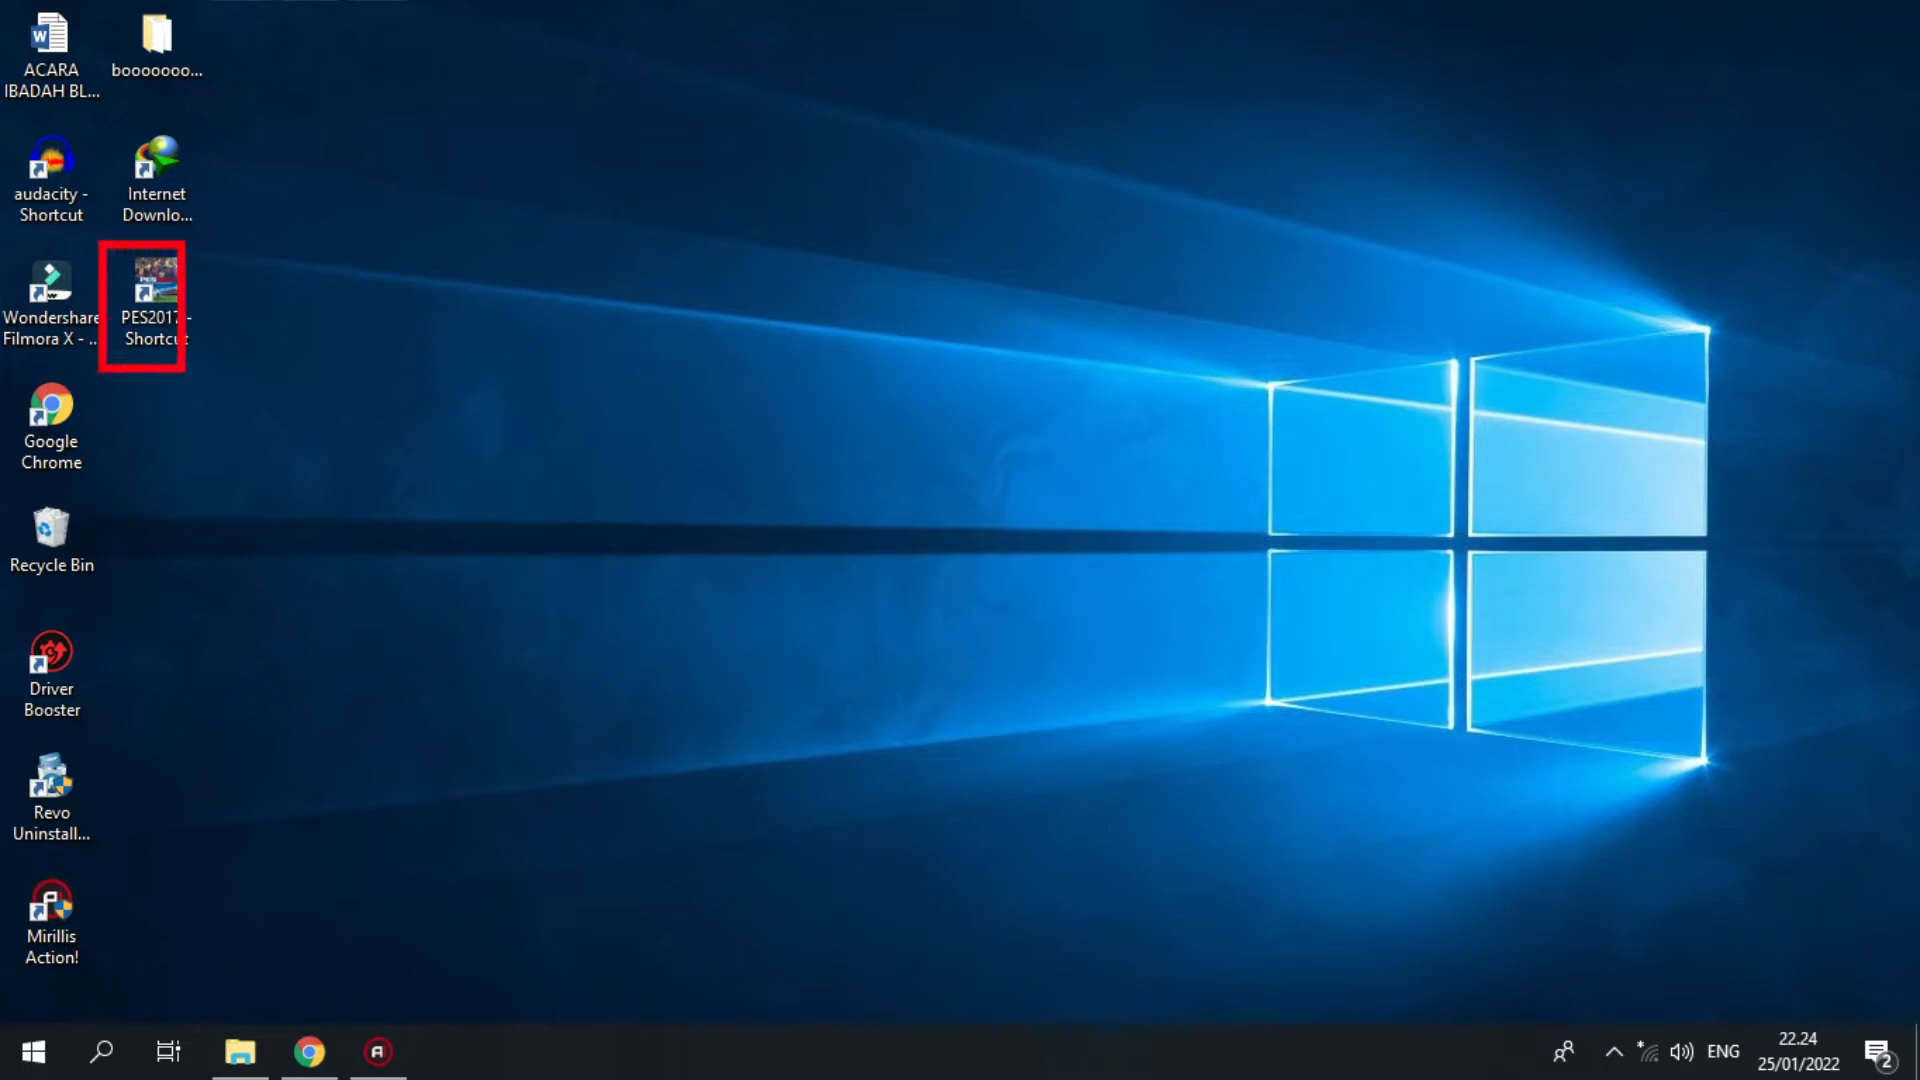 ACARA
IBADAH BL...
booooooo...
audacity -
Shortcut
Internet
Downlo...
Wondershare
Filmora X - ...
PES2017 -
Shortcut
Google
Chrome
Recycle Bin
Driver
Booster
Revo
Uninstall...
Mirillis
Action!
ENG
22.24
25/01/2022
2